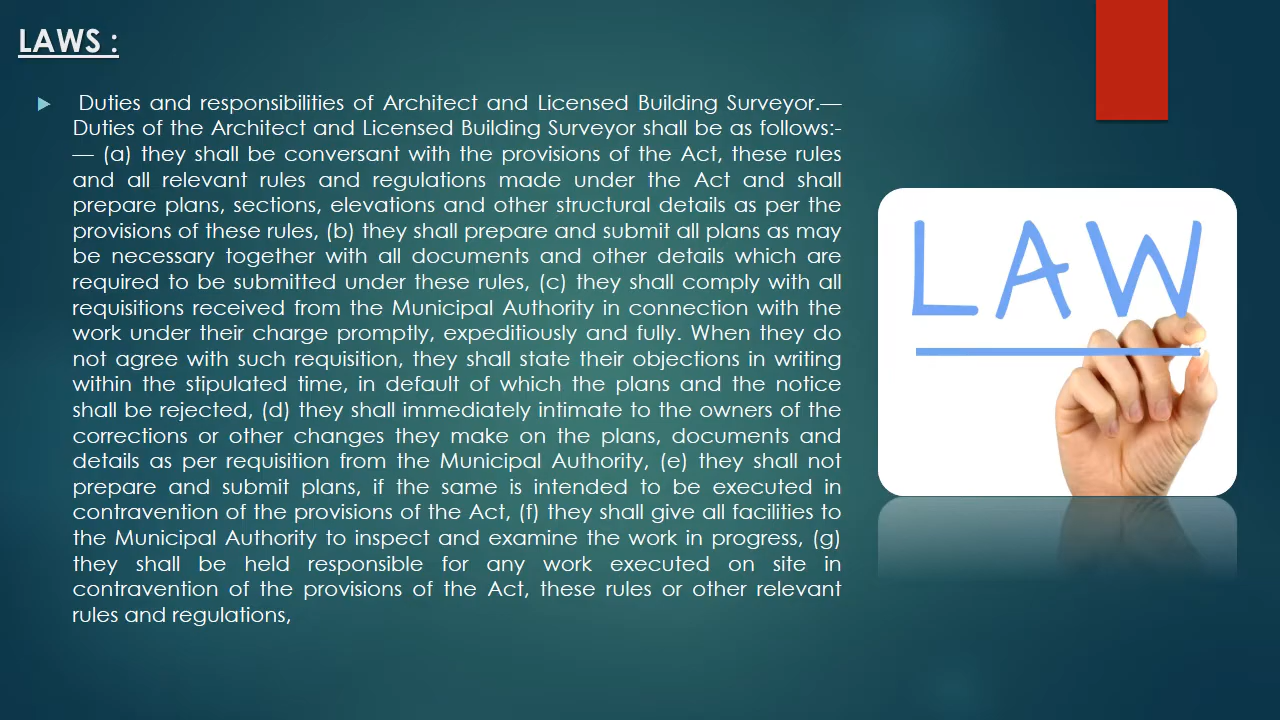 LAWS :
Duties and responsibilities of Architect and Licensed Building Surveyor.—
Duties of the Architect and Licensed Building Surveyor shall be as follows:-
— (a) they shall be conversant with the provisions of the Act, these rules
and all relevant rules and regulations made under the Act and shall
prepare plans, sections, elevations and other structural details as per the
provisions of these rules, (b) they shall prepare and submit all plans as may
be necessary together with all documents and other details which are
required to be submitted under these rules, (c) they shall comply with all
requisitions received from the Municipal Authority in connection with the
work under their charge promptly, expeditiously and fully. When they do
not agree with such requisition, they shall state their objections in writing
within the stipulated time, in default of which the plans and the notice
shall be rejected, (d) they shall immediately intimate to the owners of the
corrections or other changes they make on the plans, documents and
details as per requisition from the Municipal Authority, (e) they shall not
prepare and submit plans, if the same is intended to be executed in
contravention of the provisions of the Act, (f) they shall give all facilities to
the Municipal Authority to inspect and examine the work in progress, (g)
they shall be held responsible for any work executed on site in
contravention of the provisions of the Act, these rules or other relevant
rules and regulations,
LAW